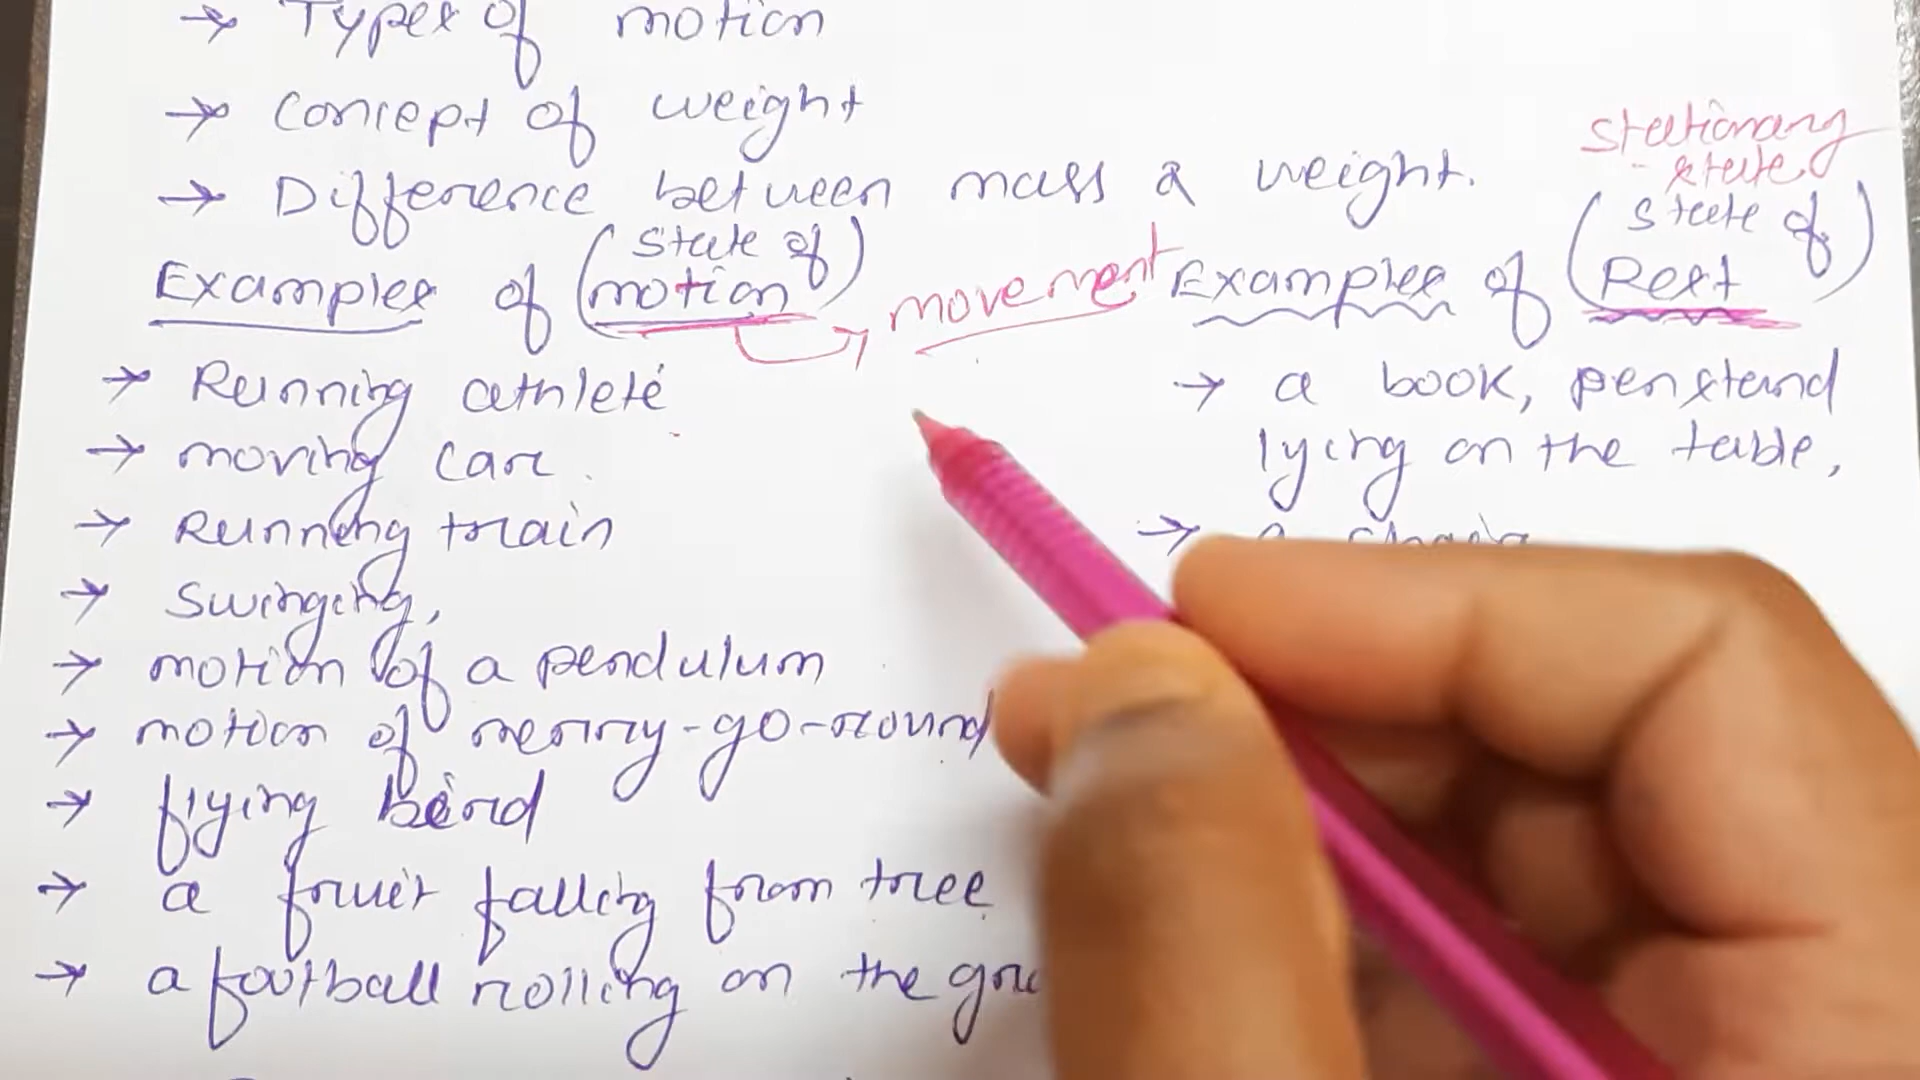 → Types of motion
→ concept of weight
→ Difference between mass & weight.
Examples of (State of motion)
movement
→ Running athlete
→ moving car.
→ Running train
→ Swinging,
→ motion of a pendulum
→ motion of merry-go-round
→ flying bird
→ a fruit falling from tree
→ a football rolling on the
stationary
state
Examples of (State of Rest)
→ a book, penstand
lying on the table,
→